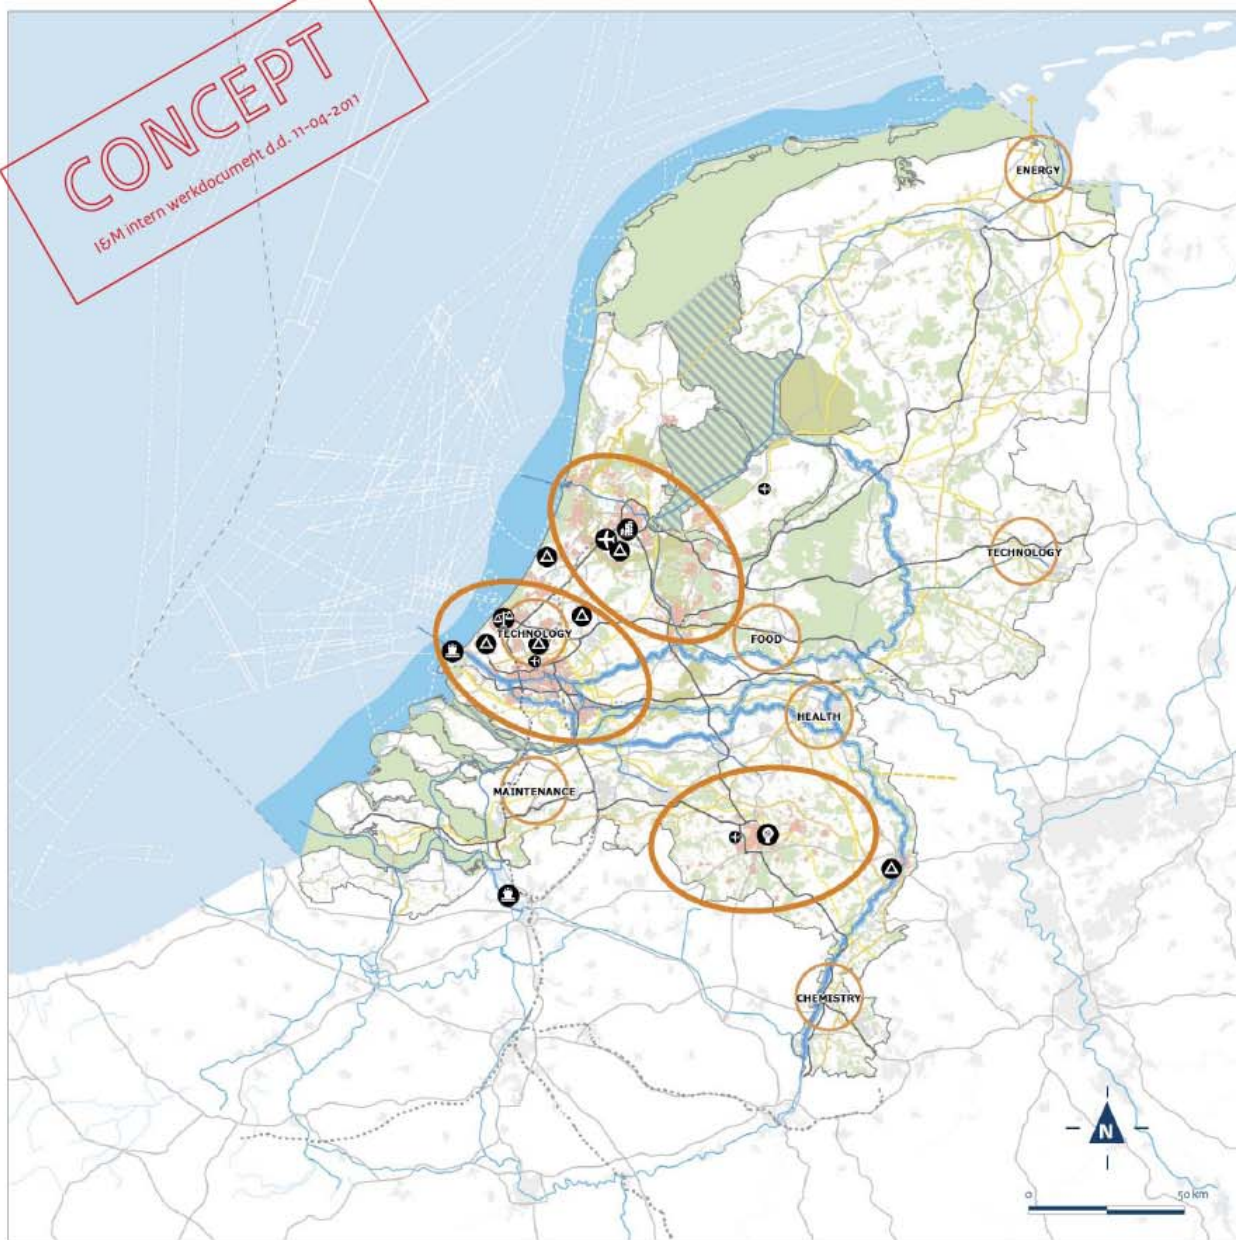 CONCEPT
I&M intern werkdocument d.d. 11-04-2011
ENERGY
TECHNOLOGY
TECHNOLOGY
FOOD
HEALTH
MAINTENANCE
CHEMISTRY
N
0 50 km